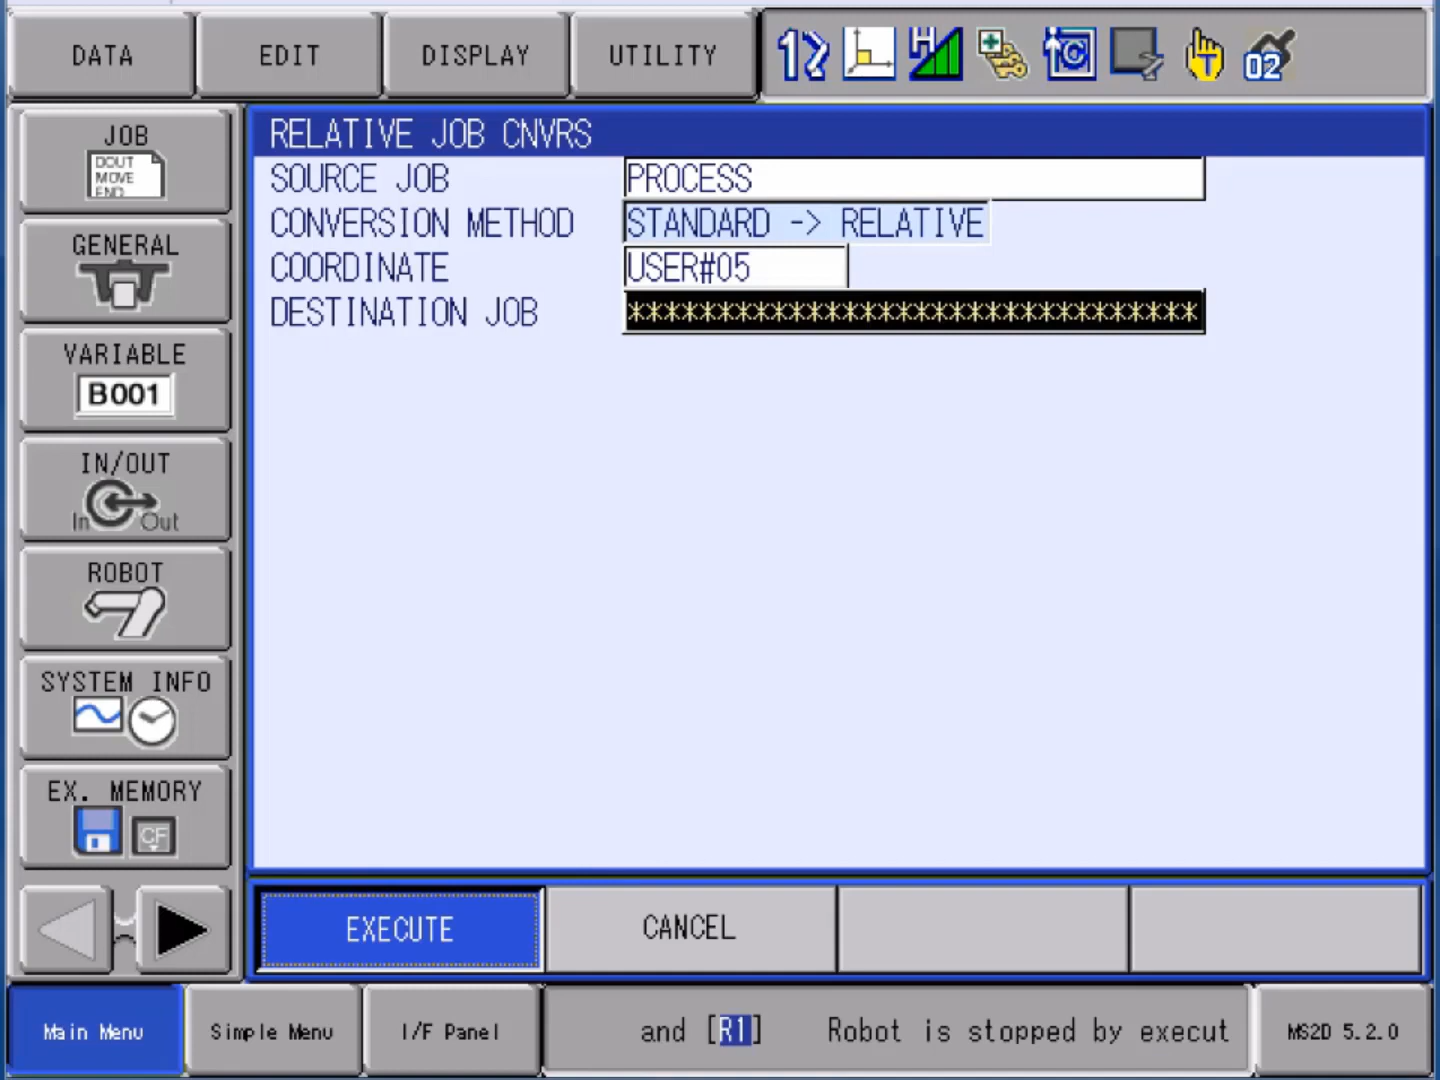 DATA
EDIT
DISPLAY
UTILITY
12
H
C
T
02
JOB
DOUT
MOVE
END
GENERAL
VARIABLE
B001
IN/OUT
In
Out
ROBOT
SYSTEM INFO
EX. MEMORY
CF
RELATIVE JOB CNVRS
SOURCE JOB PROCESS
CONVERSION METHOD STANDARD -> RELATIVE
COORDINATE USER#05
DESTINATION JOB ********************************
EXECUTE
CANCEL
Main Menu
Simple Menu
I/F Panel
and [R1] Robot is stopped by execut
MS2D 5.2.0